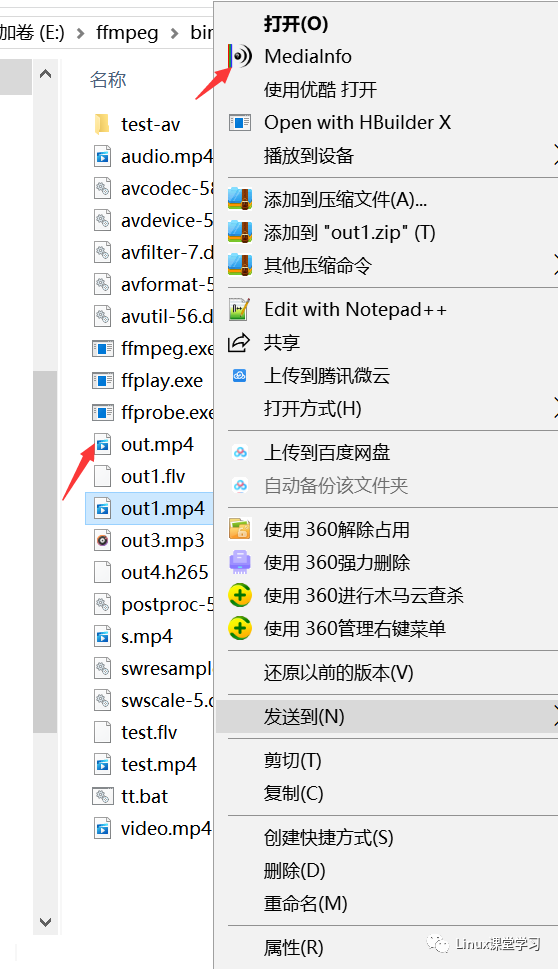 加卷 (E:) > ffmpeg > bin
名称
test-av
audio.mp4
avcodec-58
avdevice-5
avfilter-7.d
avformat-5
avutil-56.d
ffmpeg.exe
ffplay.exe
ffprobe.exe
out.mp4
out1.flv
out1.mp4
out3.mp3
out4.h265
postproc-5
s.mp4
swresample
swscale-5.d
test.flv
test.mp4
tt.bat
video.mp4
打开(O)
MediaInfo
使用优酷 打开
Open with HBuilder X
播放到设备
添加到压缩文件(A)...
添加到 "out1.zip" (T)
其他压缩命令
Edit with Notepad++
共享
上传到腾讯微云
打开方式(H)
上传到百度网盘
自动备份该文件夹
使用 360解除占用
使用 360强力删除
使用 360进行木马云查杀
使用 360管理右键菜单
还原以前的版本(V)
发送到(N)
剪切(T)
复制(C)
创建快捷方式(S)
删除(D)
重命名(M)
属性(R)
Linux课堂学习